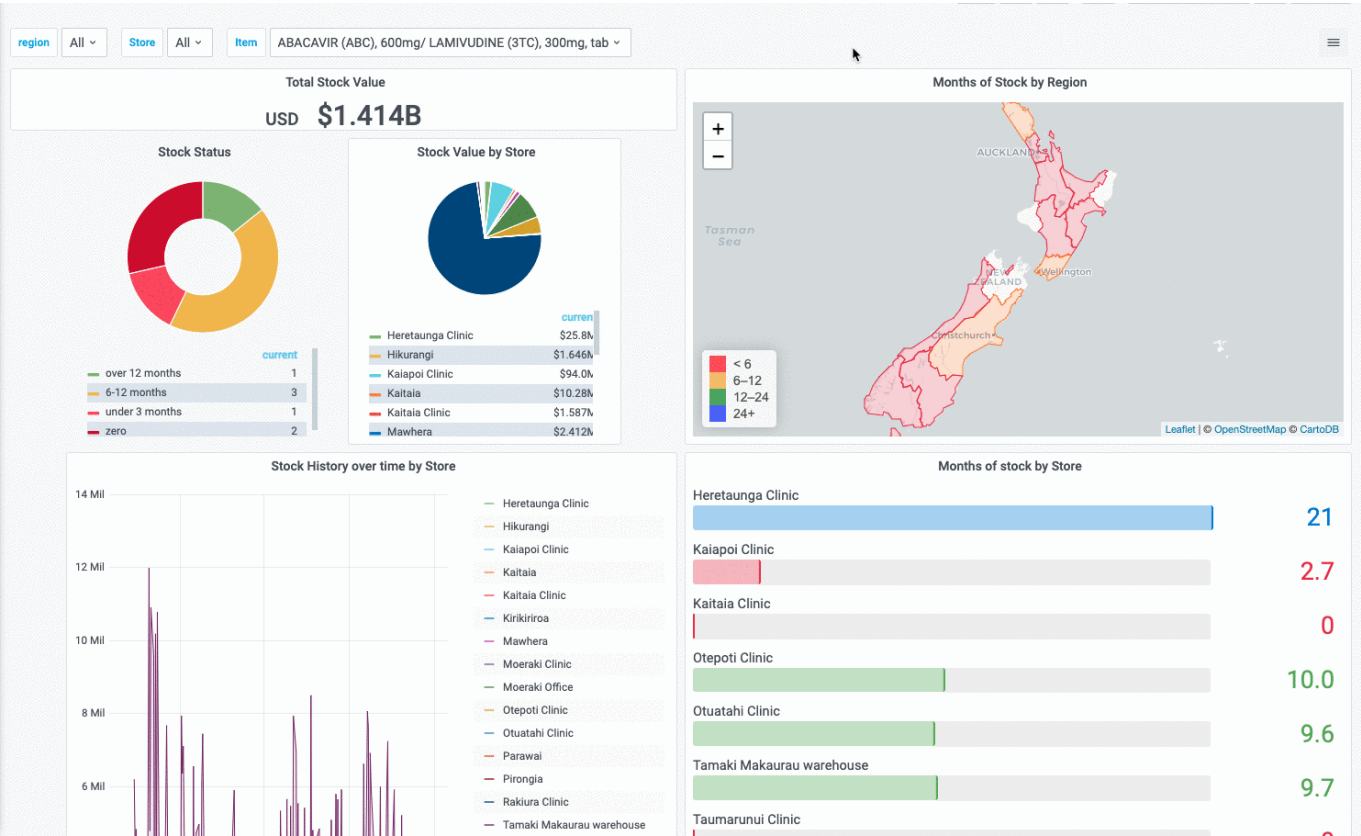 region All Store All Item ABACAVIR (ABC), 600mg/ LAMIVUDINE (3TC), 300mg, tab
Total Stock Value
USD $1.414B
Stock Status
current
over 12 months 1
6-12 months 3
under 3 months 1
zero 2
Stock Value by Store
curren
Heretaunga Clinic $25.8M
Hikurangi $1.646M
Kaiapoi Clinic $94.0M
Kaitaia $10.28M
Kaitaia Clinic $1.587M
Mawhera $2.412M
Months of Stock by Region
+
−
AUCKLAND
Tasman
Sea
Wellington
NEW
ZEALAND
Christchurch
< 6
6–12
12–24
24+
Leaflet | © OpenStreetMap © CartoDB
Stock History over time by Store
14 Mil
12 Mil
10 Mil
8 Mil
6 Mil
Heretaunga Clinic
Hikurangi
Kaiapoi Clinic
Kaitaia
Kaitaia Clinic
Kirikiriroa
Mawhera
Moeraki Clinic
Moeraki Office
Otepoti Clinic
Otuatahi Clinic
Parawai
Pirongia
Rakiura Clinic
Tamaki Makaurau warehouse
Months of stock by Store
Heretaunga Clinic
21
Kaiapoi Clinic
2.7
Kaitaia Clinic
0
Otepoti Clinic
10.0
Otuatahi Clinic
9.6
Tamaki Makaurau warehouse
9.7
Taumarunui Clinic